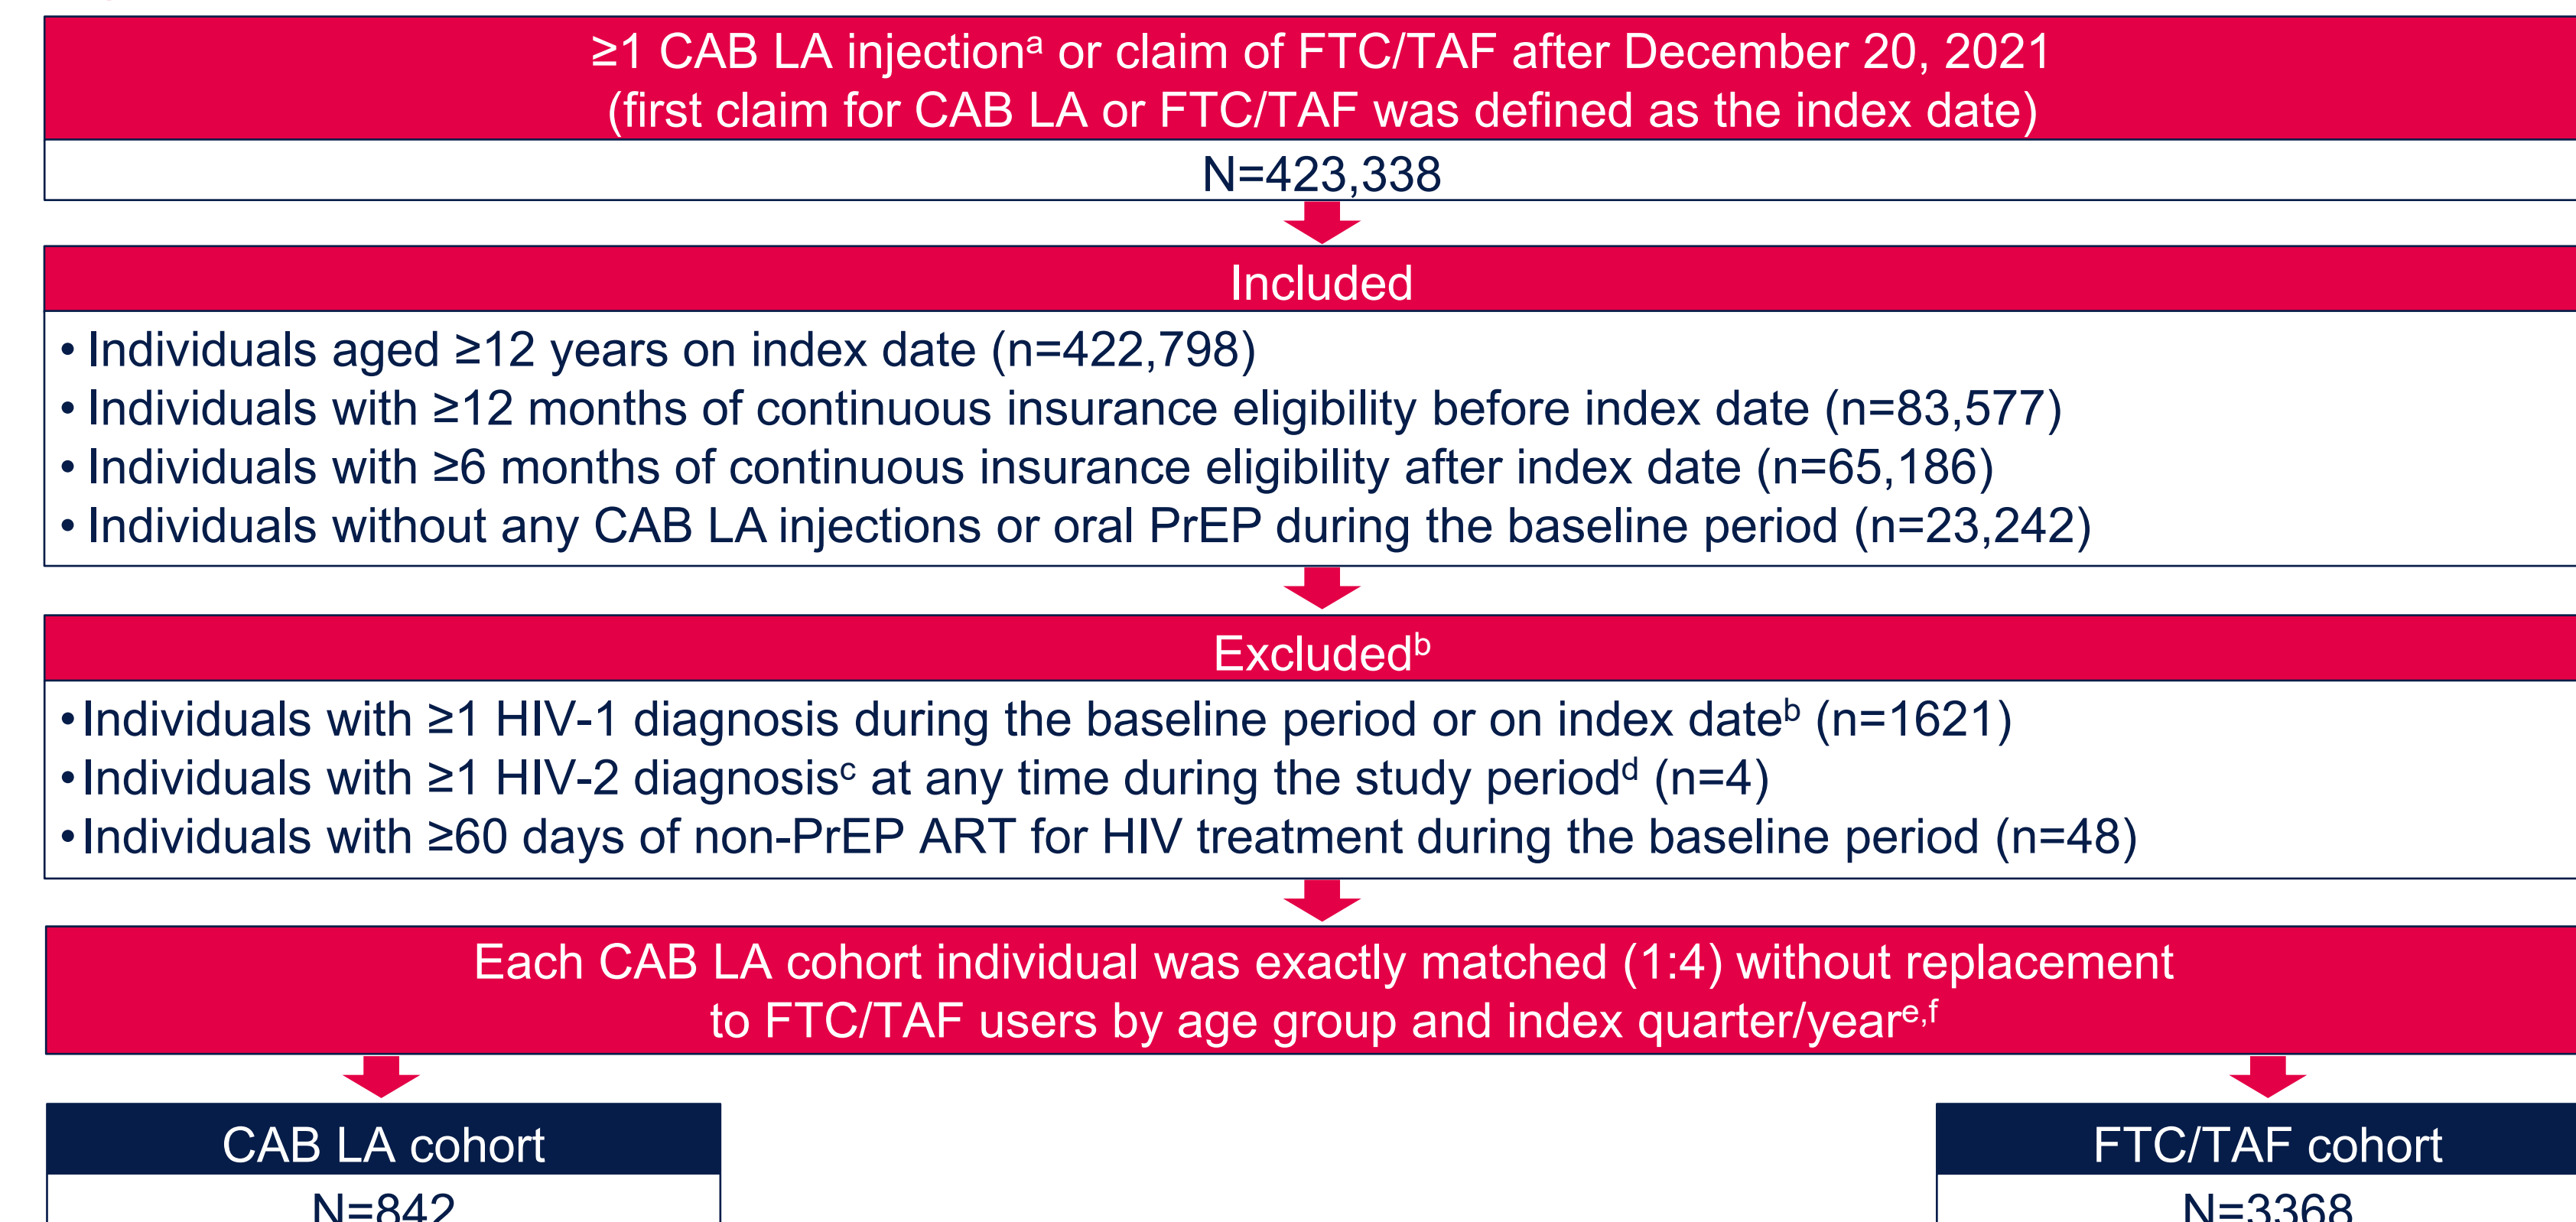 ≥1 CAB LA injectionᵃ or claim of FTC/TAF after December 20, 2021
(first claim for CAB LA or FTC/TAF was defined as the index date)
N=423,338
Included
• Individuals aged ≥12 years on index date (n=422,798)
• Individuals with ≥12 months of continuous insurance eligibility before index date (n=83,577)
• Individuals with ≥6 months of continuous insurance eligibility after index date (n=65,186)
• Individuals without any CAB LA injections or oral PrEP during the baseline period (n=23,242)
Excludedᵇ
• Individuals with ≥1 HIV-1 diagnosis during the baseline period or on index dateᵇ (n=1621)
• Individuals with ≥1 HIV-2 diagnosisᶜ at any time during the study periodᵈ (n=4)
• Individuals with ≥60 days of non-PrEP ART for HIV treatment during the baseline period (n=48)
Each CAB LA cohort individual was exactly matched (1:4) without replacement
to FTC/TAF users by age group and index quarter/yearᵉ,ᶠ
CAB LA cohort
N=842
FTC/TAF cohort
N=3368